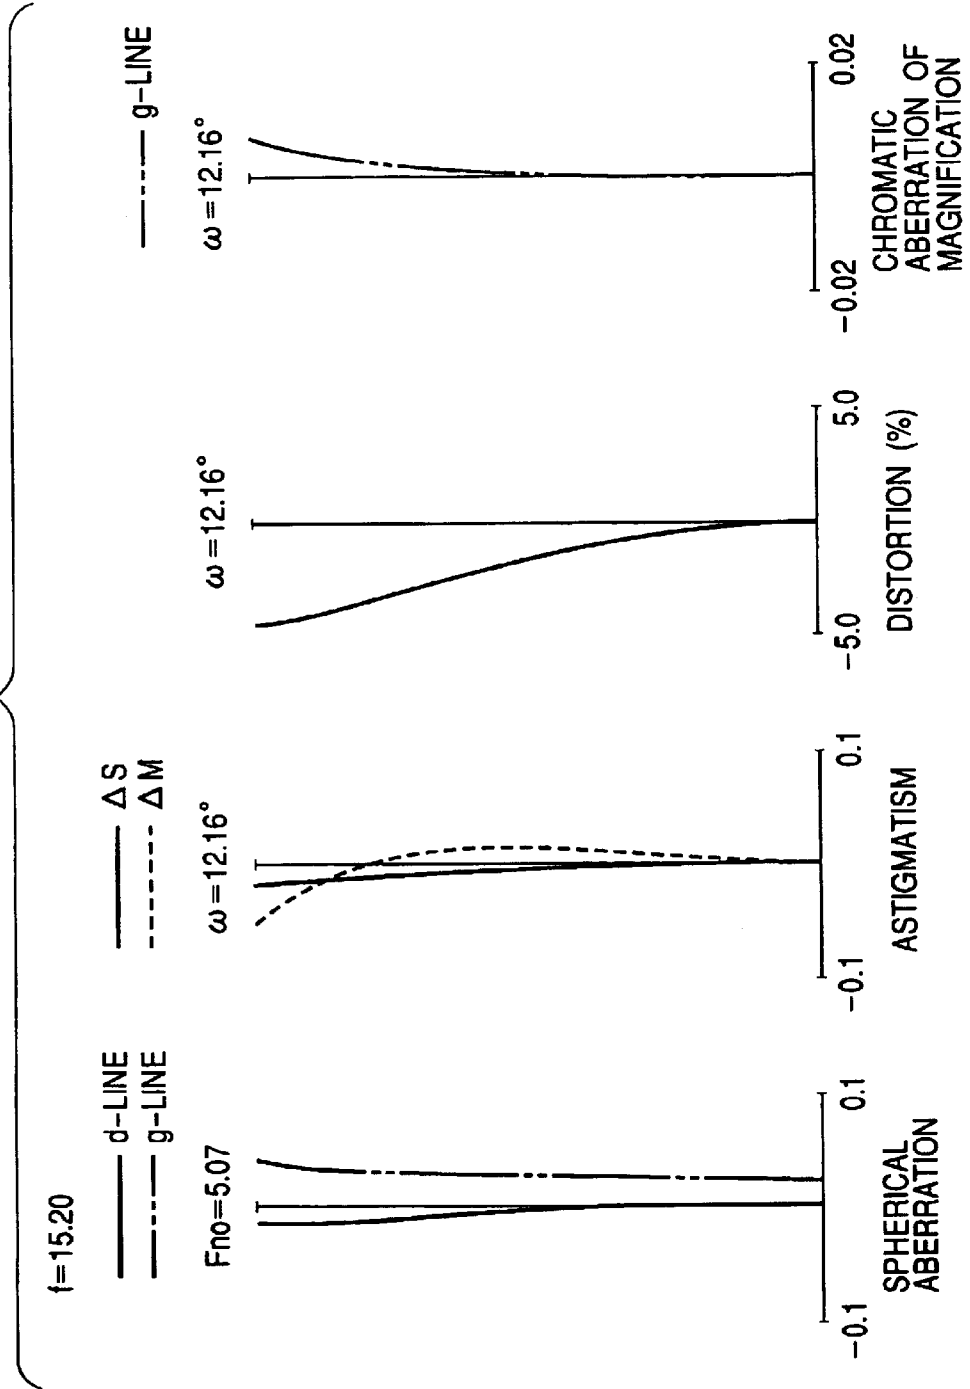 f=15.20
d-LINE
g-LINE
Fno=5.07
-0.1
0.1
SPHERICAL
ABERRATION
ΔS
ΔM
ω=12.16°
-0.1
0.1
ASTIGMATISM
ω=12.16°
-5.0
5.0
DISTORTION (%)
g-LINE
ω=12.16°
-0.02
0.02
CHROMATIC
ABERRATION OF
MAGNIFICATION